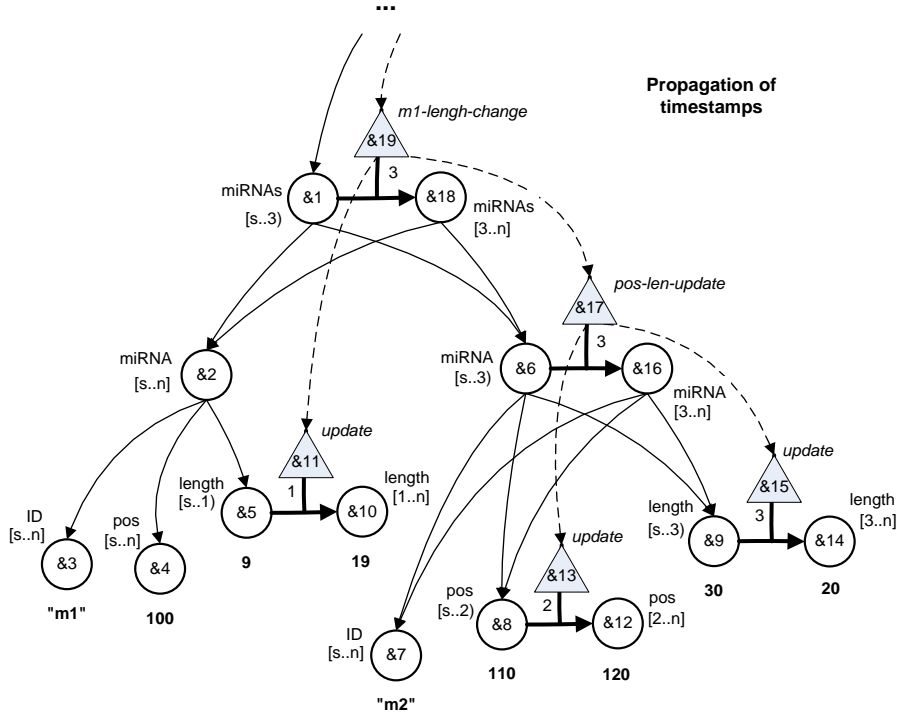 ...
Propagation of
timestamps
m1-lengh-change
&19
3
miRNAs
[s..3)
&1
&18
miRNAs
[3..n]
pos-len-update
&17
3
miRNA
[s..n]
&2
miRNA
[s..3)
&6
&16
miRNA
[3..n]
update
&11
1
length
[s..1)
&5
&10
length
[1..n]
9
19
update
&15
3
length
[s..3)
&9
&14
length
[3..n]
30
20
ID
[s..n]
&3
"m1"
pos
[s..n]
&4
100
update
&13
2
pos
[s..2)
&8
&12
pos
[2..n]
110
120
ID
[s..n]
&7
"m2"